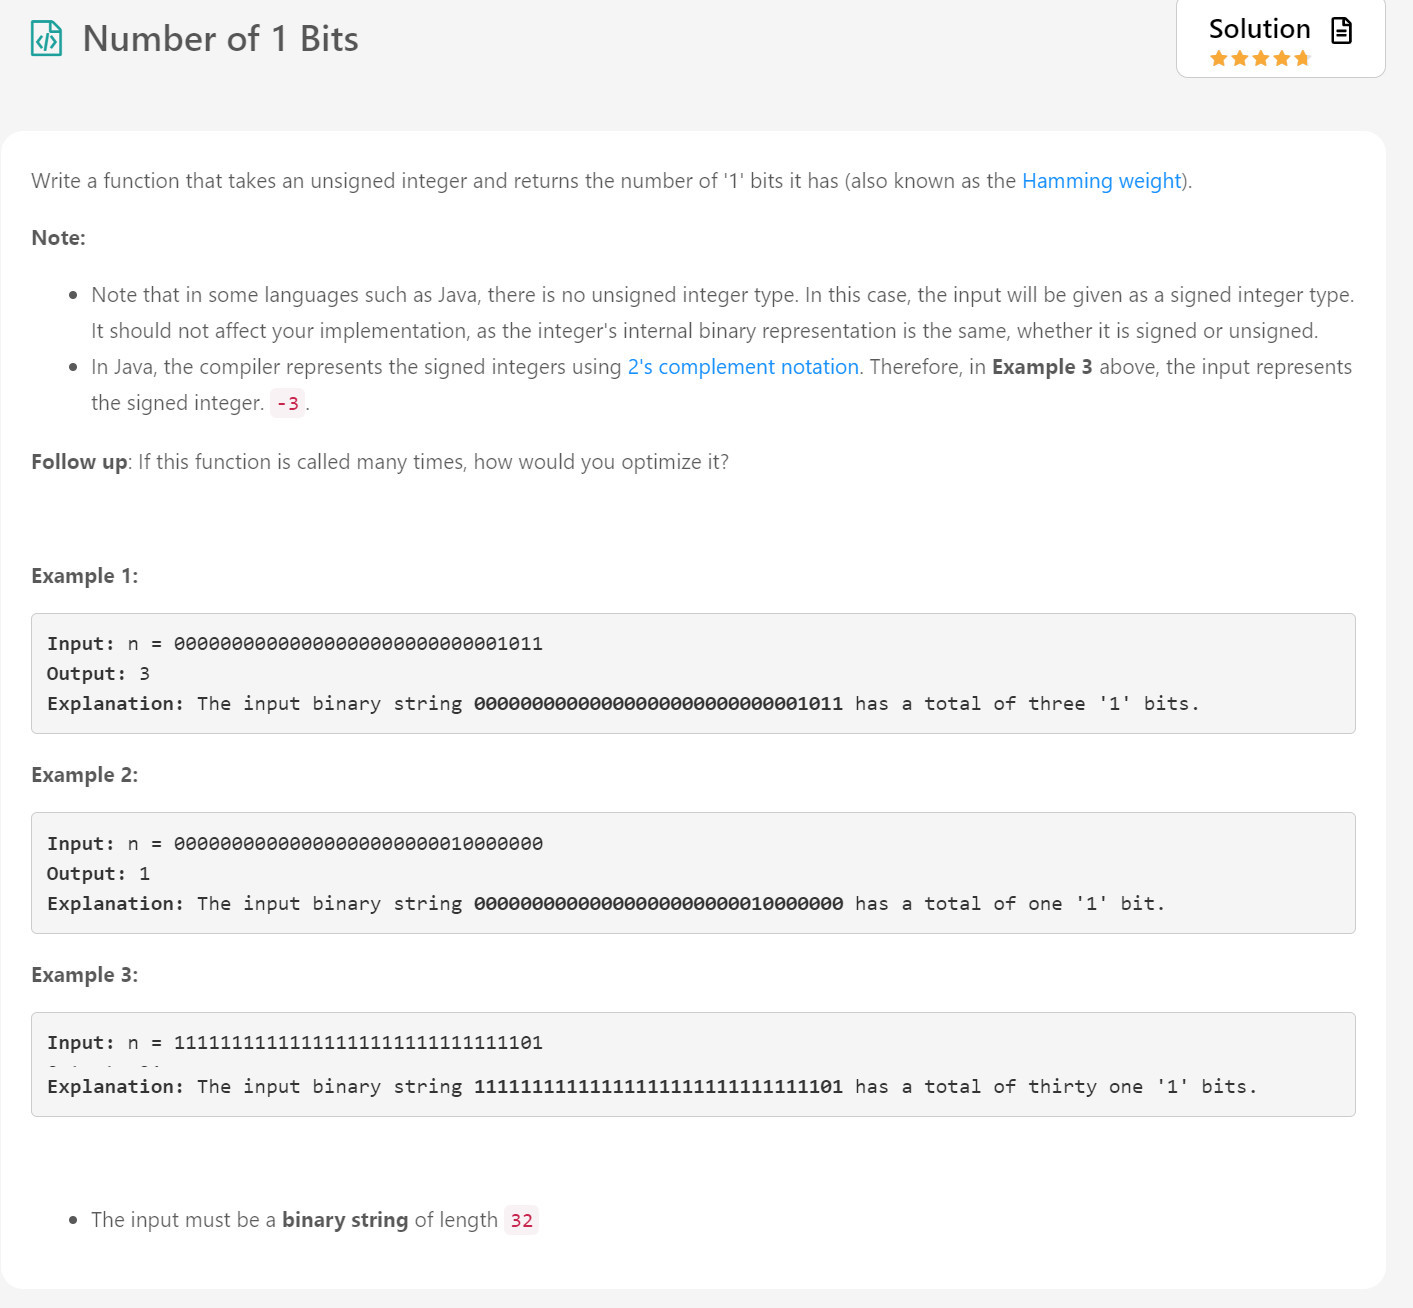 Number of 1 Bits
Solution
Write a function that takes an unsigned integer and returns the number of '1' bits it has (also known as the Hamming weight).
Note:
Note that in some languages such as Java, there is no unsigned integer type. In this case, the input will be given as a signed integer type.
It should not affect your implementation, as the integer's internal binary representation is the same, whether it is signed or unsigned.
In Java, the compiler represents the signed integers using 2's complement notation. Therefore, in Example 3 above, the input represents
the signed integer. -3.
Follow up: If this function is called many times, how would you optimize it?
Example 1:
Input: n = 00000000000000000000000000001011
Output: 3
Explanation: The input binary string 00000000000000000000000000001011 has a total of three '1' bits.
Example 2:
Input: n = 00000000000000000000000010000000
Output: 1
Explanation: The input binary string 00000000000000000000000010000000 has a total of one '1' bit.
Example 3:
Input: n = 11111111111111111111111111111101
Explanation: The input binary string 11111111111111111111111111111101 has a total of thirty one '1' bits.
The input must be a binary string of length 32